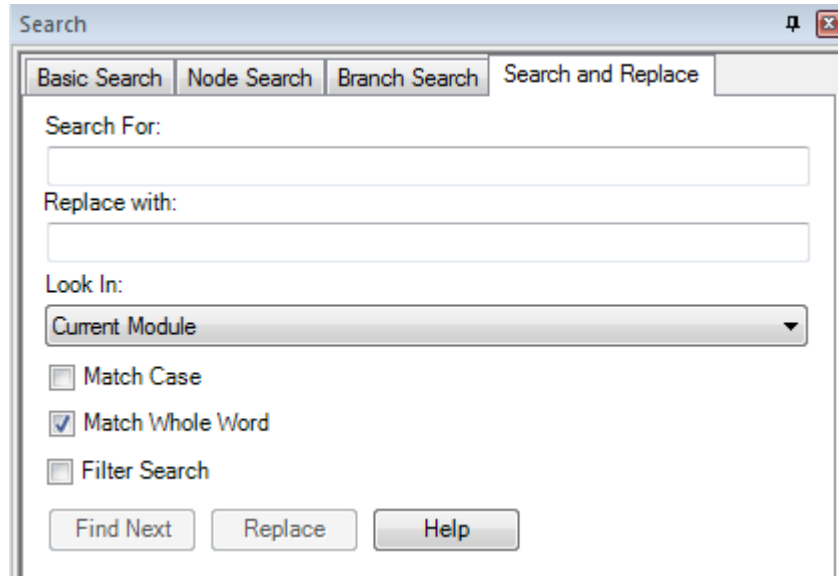 Search
Basic Search Node Search Branch Search Search and Replace
Search For:
Replace with:
Look In:
Current Module
Match Case
Match Whole Word
Filter Search
Find Next Replace Help